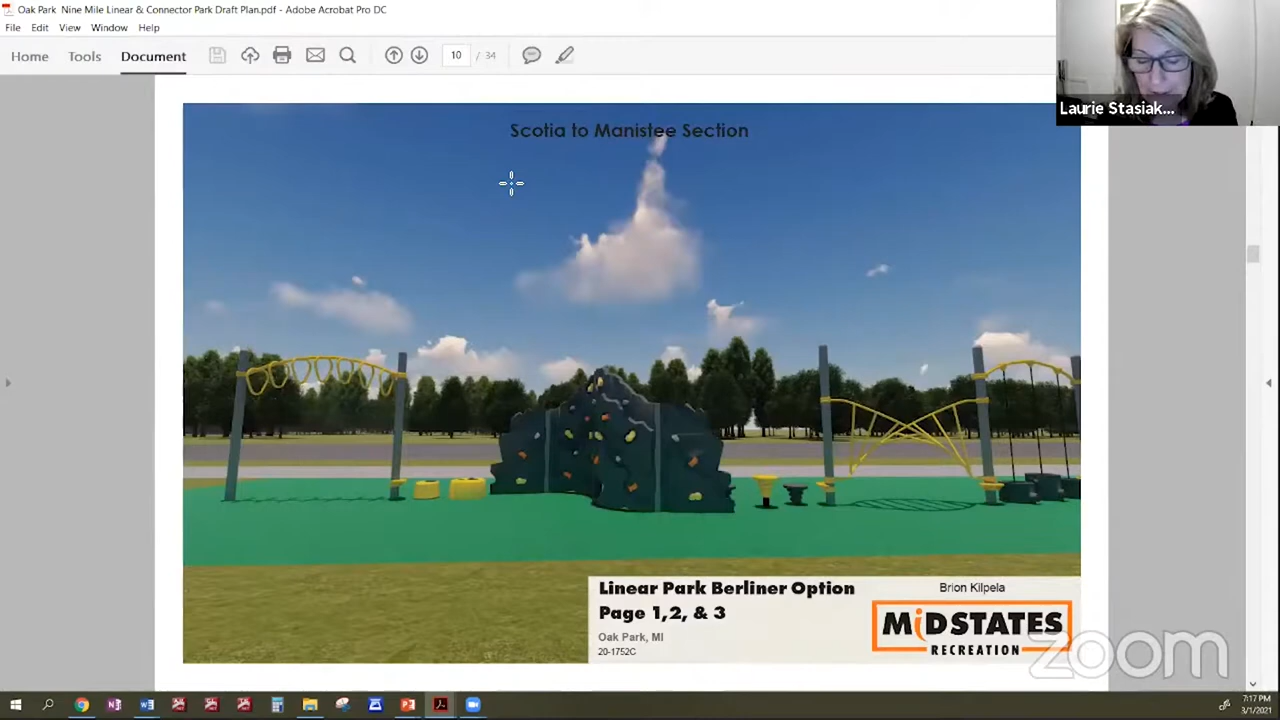 Oak Park Nine Mile Linear & Connector Park Draft Plan.pdf - Adobe Acrobat Pro DC
File Edit View Window Help
Home Tools Document 10 / 34
Laurie Stasiak...
Scotia to Manistee Section
Linear Park Berliner Option
Page 1,2, & 3
Oak Park, MI
20-1752C
Brion Kilpela
MiDSTATES
RECREATION
zoom
7:17 PM
3/1/2021